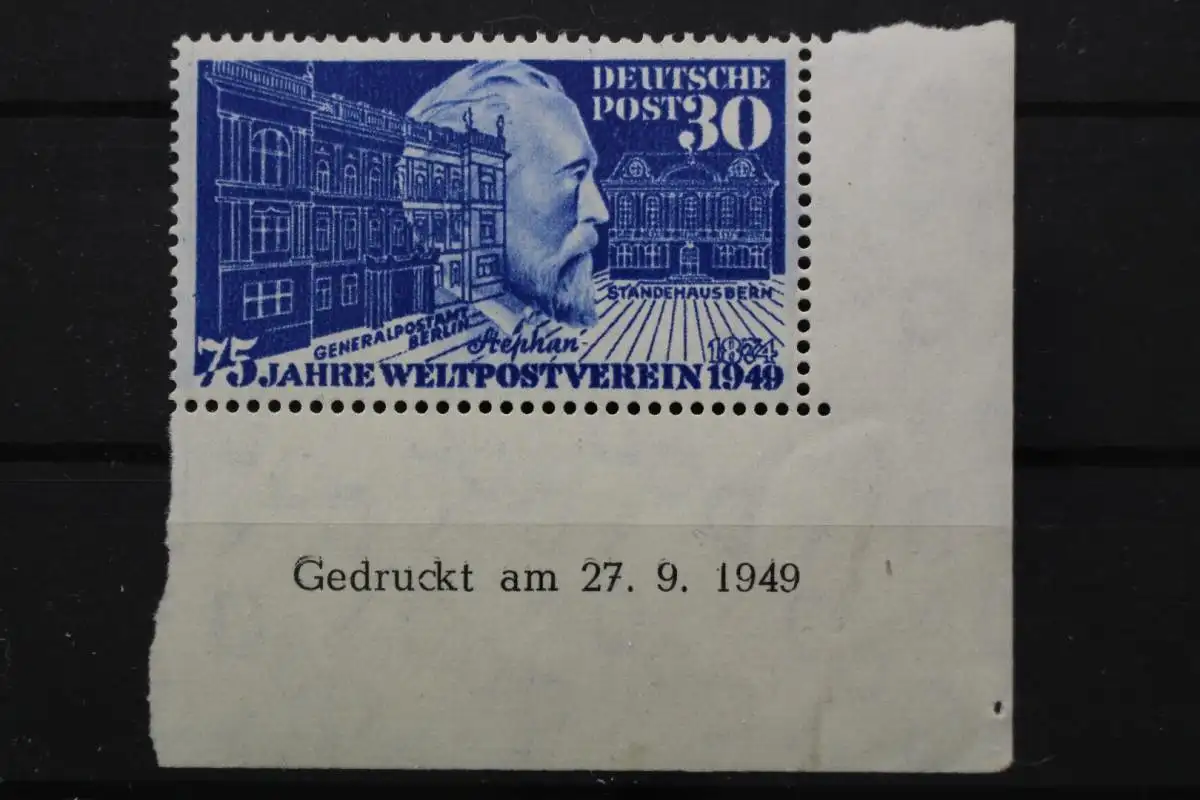 DEUTSCHE
POST 30
STÄNDEHAUS BERN
GENERALPOSTAMT
BERLIN
Stephan
1874
75 JAHRE WELTPOSTVEREIN 1949
Gedruckt am 27. 9. 1949